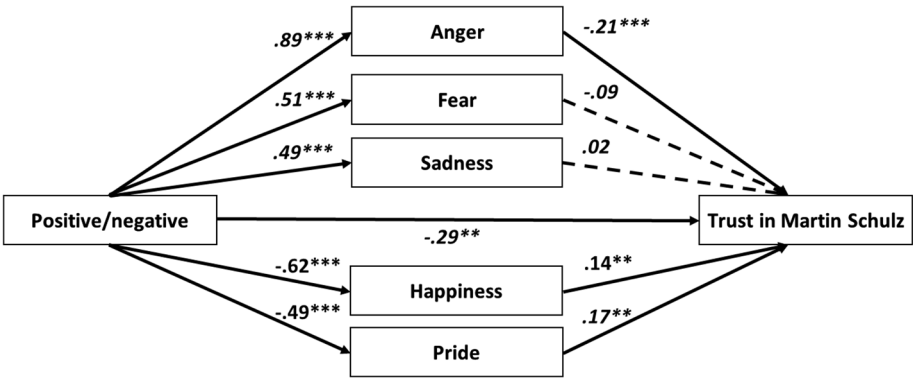 Anger
.89***
-.21***
Fear
.51***
-.09
Sadness
.49***
.02
Positive/negative
Trust in Martin Schulz
-.29**
-.62***
.14**
Happiness
-.49***
.17**
Pride